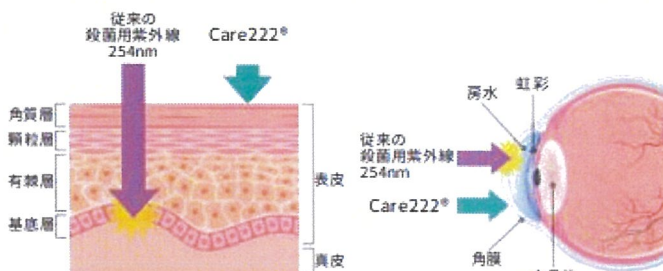 従来の
殺菌用紫外線
254nm
Care222®
角質層
顆粒層
有棘層
基底層
表皮
真皮
房水
虹彩
従来の
殺菌用紫外線
254nm
Care222®
角膜